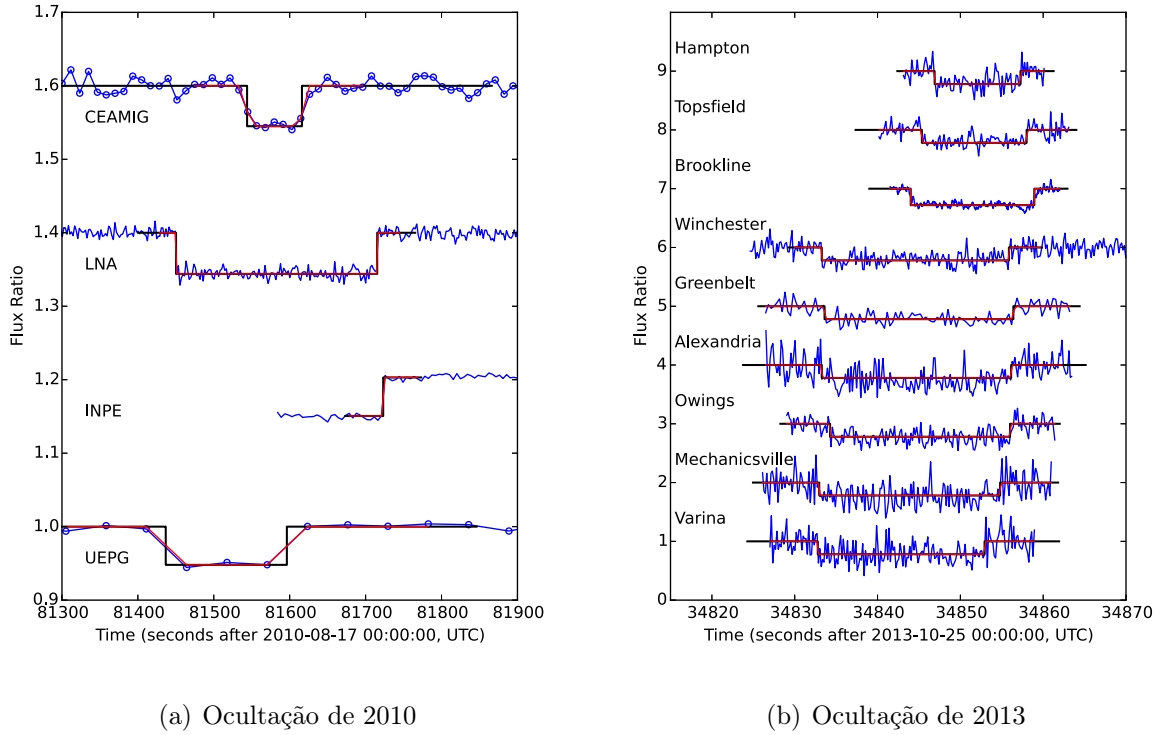 1.7
1.6
1.5
1.4
1.3
1.2
1.1
1.0
0.9
Flux Ratio
CEAMIG
LNA
INPE
UEPG
81300 81400 81500 81600 81700 81800 81900
Time (seconds after 2010-08-17 00:00:00, UTC)
(a) Ocultação de 2010
9
8
7
6
5
4
3
2
1
Flux Ratio
Hampton
Topsfield
Brookline
Winchester
Greenbelt
Alexandria
Owings
Mechanicsville
Varina
34820 34830 34840 34850 34860 34870
Time (seconds after 2013-10-25 00:00:00, UTC)
(b) Ocultação de 2013